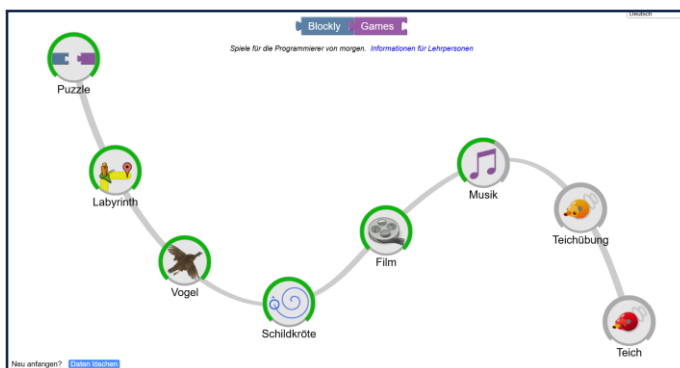 Deutsch
Blockly Games
Spiele für die Programmierer von morgen. Informationen für Lehrpersonen
Puzzle
Labyrinth
Vogel
Schildkröte
Film
Musik
Teichübung
Teich
Neu anfangen? Daten löschen